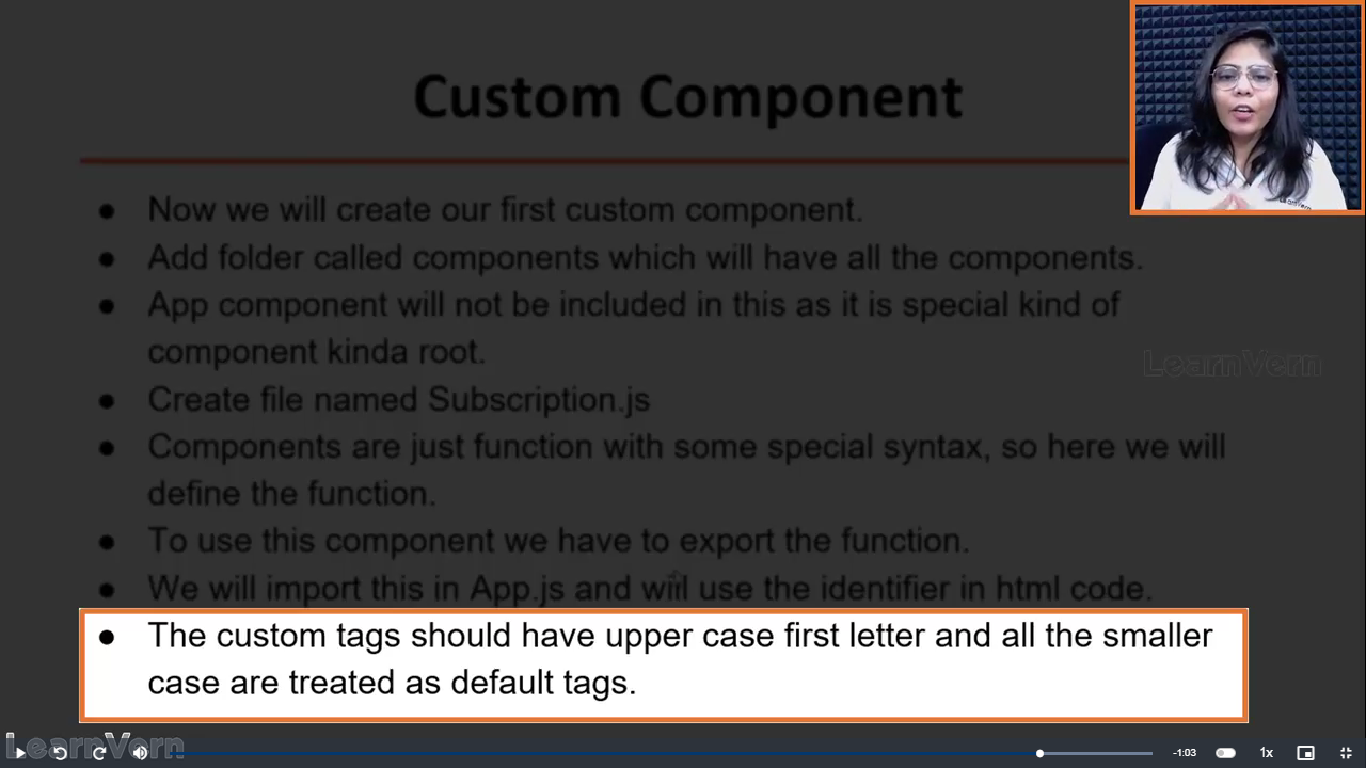 Custom Component
● Now we will create our first custom component.
● Add folder called components which will have all the components.
● App component will not be included in this as it is special kind of
component kinda root.
LearnVern
● Create file named Subscription.js
● Components are just function with some special syntax, so here we will
define the function.
● To use this component we have to export the function.
● We will import this in App.js and will use the identifier in html code.
● The custom tags should have upper case first letter and all the smaller
case are treated as default tags.
LearnVern
-1:03 1x